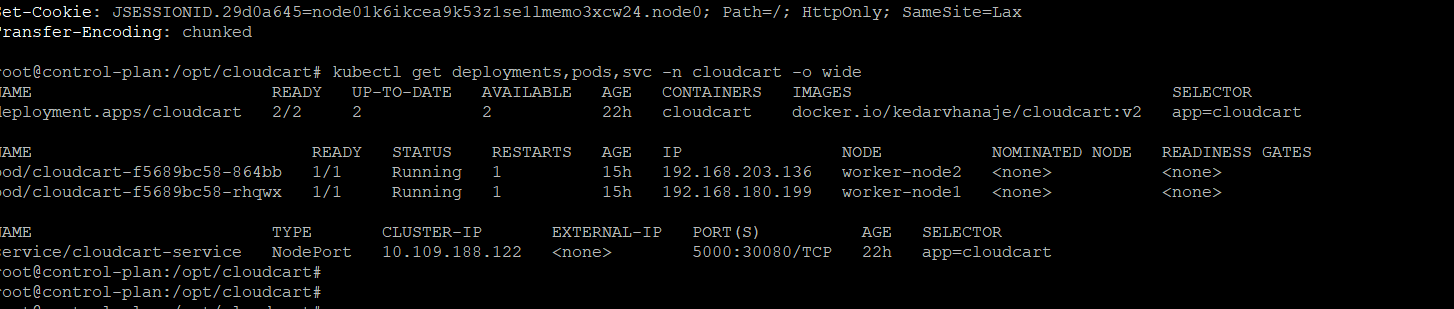 Set-Cookie: JSESSIONID.29d0a645=node01k6ikcea9k53z1se1lmemo3xcw24.node0; Path=/; HttpOnly; SameSite=Lax
Transfer-Encoding: chunked
root@control-plan:/opt/cloudcart# kubectl get deployments,pods,svc -n cloudcart -o wide
NAME READY UP-TO-DATE AVAILABLE AGE CONTAINERS IMAGES SELECTOR
deployment.apps/cloudcart 2/2 2 2 22h cloudcart docker.io/kedarvhanaje/cloudcart:v2 app=cloudcart
NAME READY STATUS RESTARTS AGE IP NODE NOMINATED NODE READINESS GATES
pod/cloudcart-f5689bc58-864bb 1/1 Running 1 15h 192.168.203.136 worker-node2 <none> <none>
pod/cloudcart-f5689bc58-rhqwx 1/1 Running 1 15h 192.168.180.199 worker-node1 <none> <none>
NAME TYPE CLUSTER-IP EXTERNAL-IP PORT(S) AGE SELECTOR
service/cloudcart-service NodePort 10.109.188.122 <none> 5000:30080/TCP 22h app=cloudcart
root@control-plan:/opt/cloudcart#
root@control-plan:/opt/cloudcart#